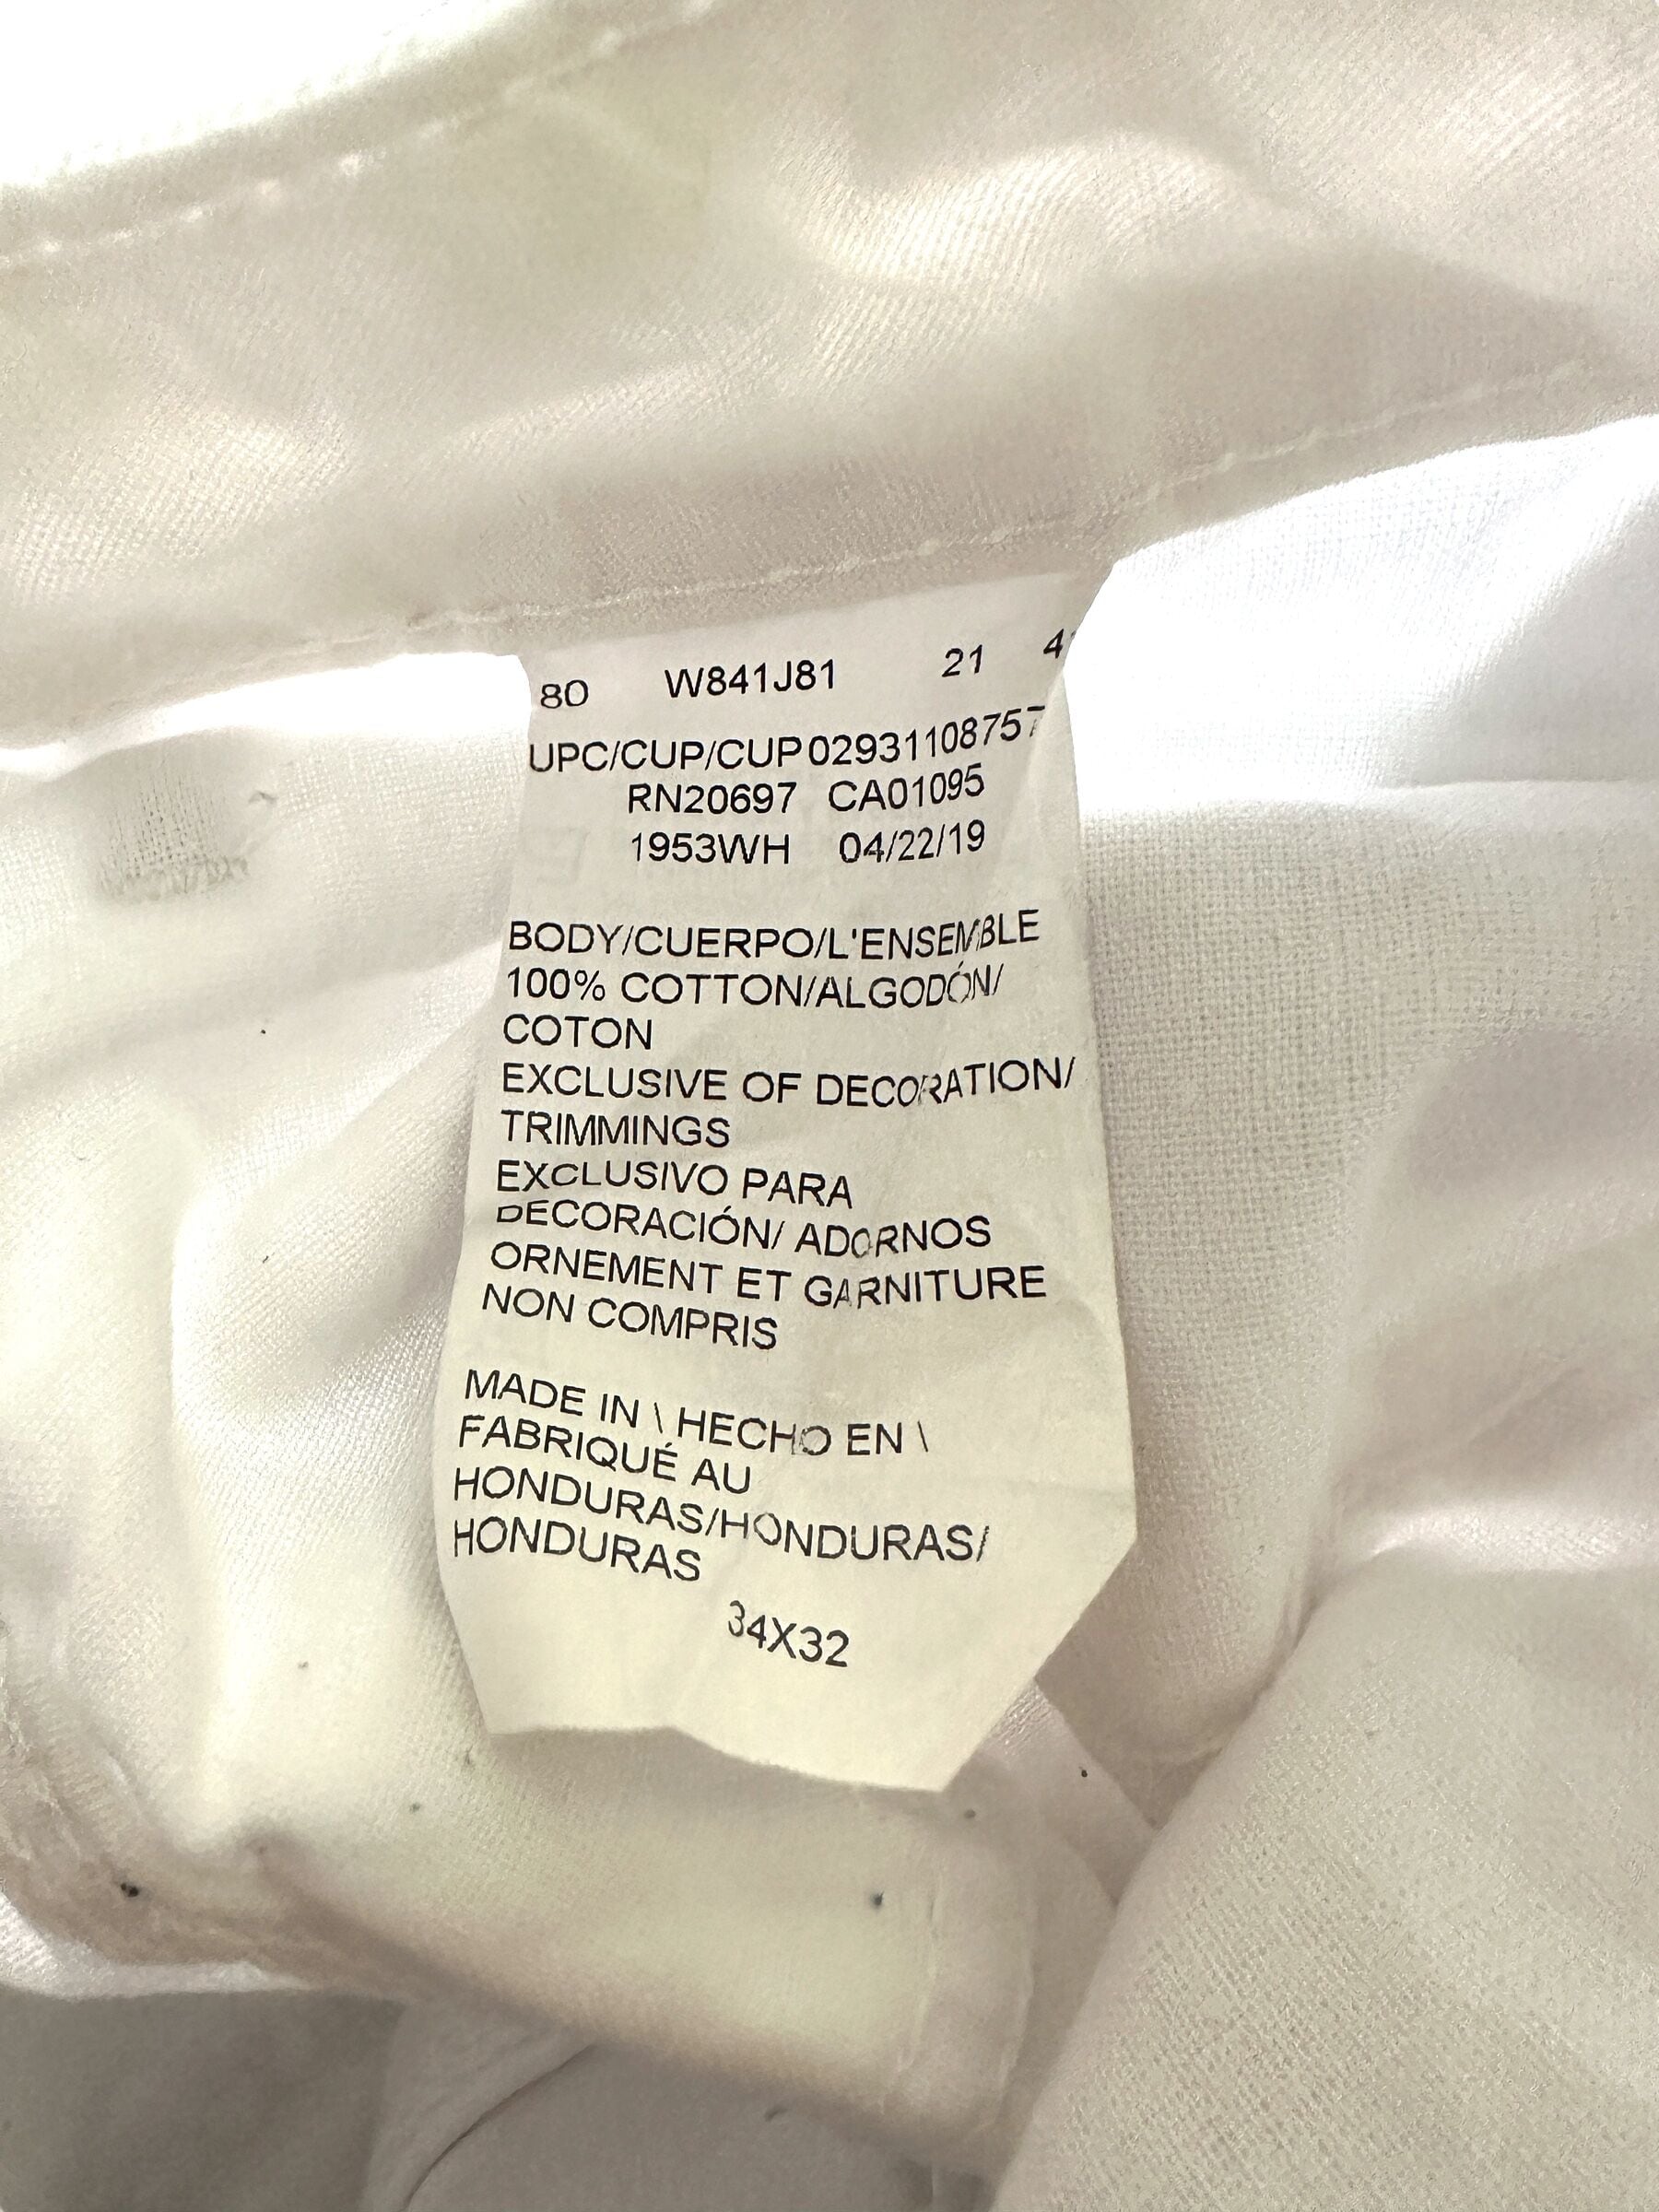 80 W841J81 21
UPC/CUP/CUP 02931108757
RN20697 CA01095
1953WH 04/22/19
BODY/CUERPO/L'ENSEMBLE
100% COTTON/ALGODÓN/
COTON
EXCLUSIVE OF DECORATION/
TRIMMINGS
EXCLUSIVO PARA
DECORACIÓN/ ADORNOS
ORNEMENT ET GARNITURE
NON COMPRIS
MADE IN \ HECHO EN \
FABRIQUÉ AU
HONDURAS/HONDURAS/
HONDURAS
34X32